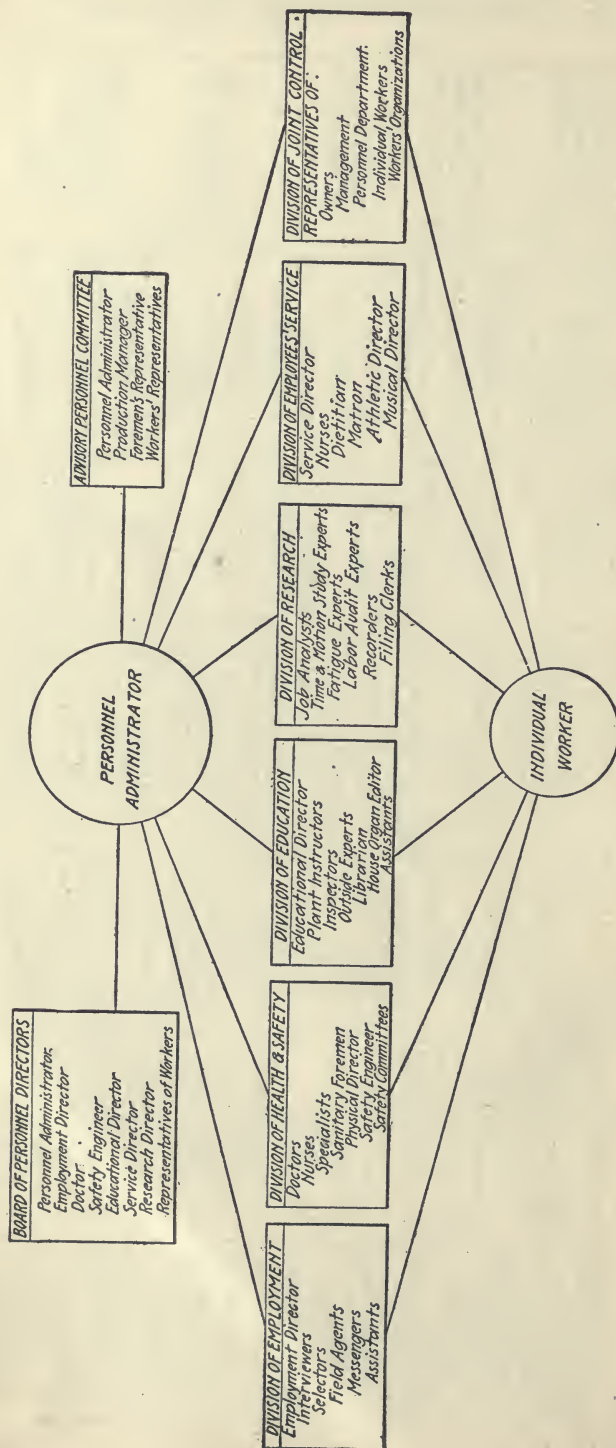 BOARD OF PERSONNEL DIRECTORS
Personnel Administrator.
Employment Director
Doctor.
Safety Engineer
Educational Director
Service Director
Research Director
Representatives of Workers
PERSONNEL
ADMINISTRATOR
ADVISORY PERSONNEL COMMITTEE
Personnel Administrator
Production Manager
Foremen's Representative
Workers' Representatives
DIVISION OF EMPLOYMENT
Employment Director
Interviewers
Selectors
Field Agents
Messengers
Assistants
DIVISION OF HEALTH & SAFETY
Doctors
Nurses
Specialists
Sanitary Foremen
Physical Director
Safety Engineer
Safety Committees
DIVISION OF EDUCATION
Educational Director
Plant Instructors
Inspectors
Outside Experts
Librarian
House Organ Editor
Assistants
DIVISION OF RESEARCH
Job Analysts
Time & Motion Study Experts
Fatigue Experts
Labor Audit Experts
Recorders
Filing Clerks
DIVISION OF EMPLOYEES' SERVICE
Service Director
Nurses
Dietitian
Matron
Athletic Director
Musical Director
DIVISION OF JOINT CONTROL.
REPRESENTATIVES OF:
Owners
Management
Personnel Department.
Individual Workers
Workers' Organizations
INDIVIDUAL
WORKER